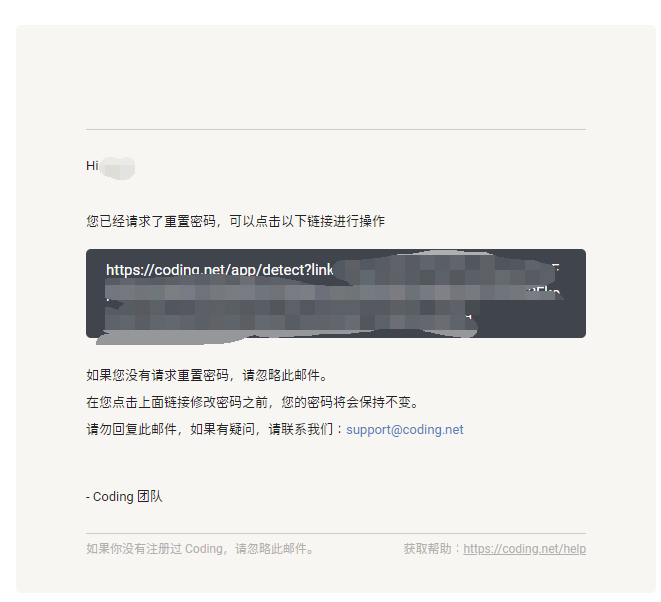 Hi
您已经请求了重置密码，可以点击以下链接进行操作
https://coding.net/app/detect?link
如果您没有请求重置密码，请忽略此邮件。
在您点击上面链接修改密码之前，您的密码将会保持不变。
请勿回复此邮件，如果有疑问，请联系我们：support@coding.net
- Coding 团队
如果你没有注册过 Coding，请忽略此邮件。
获取帮助：https://coding.net/help